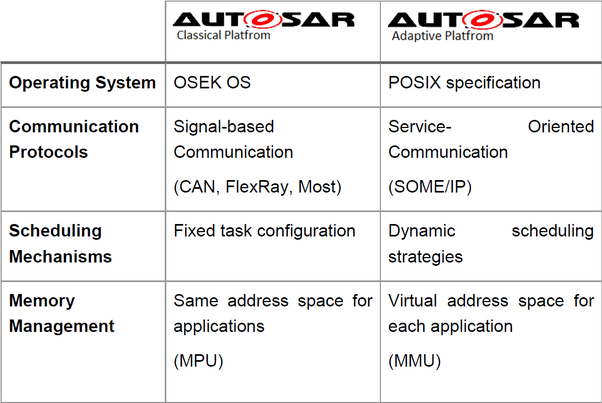 AUTOSAR AUTOSAR
Classical Platfrom Adaptive Platfrom
Operating System OSEK OS POSIX specification
Communication Signal-based Service- Oriented
Protocols Communication Communication
(CAN, FlexRay, Most) (SOME/IP)
Scheduling Fixed task configuration Dynamic scheduling
Mechanisms strategies
Memory Same address space for Virtual address space for
Management applications each application
(MPU) (MMU)